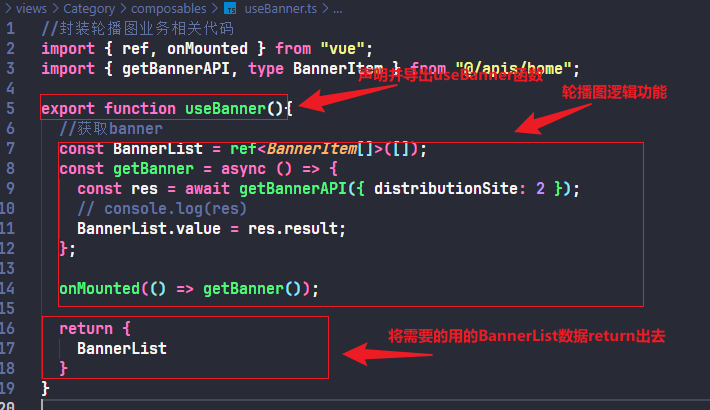 views › Category › composables › TS useBanner.ts › ...
1 //封装轮播图业务相关代码
2 import { ref, onMounted } from "vue";
3 import { getBannerAPI, type BannerItem } from "@/apis/home";
声明并导出useBanner函数
4
轮播图逻辑功能
5 export function useBanner(){
6 //获取banner
7 const BannerList = ref<BannerItem[]>([]);
8 const getBanner = async () => {
9 const res = await getBannerAPI({ distributionSite: 2 });
10 // console.log(res)
11 BannerList.value = res.result;
12 };
13
14 onMounted(() => getBanner());
15
16 return {
将需要的用的BannerList数据return出去
17 BannerList
18 }
19 }
20